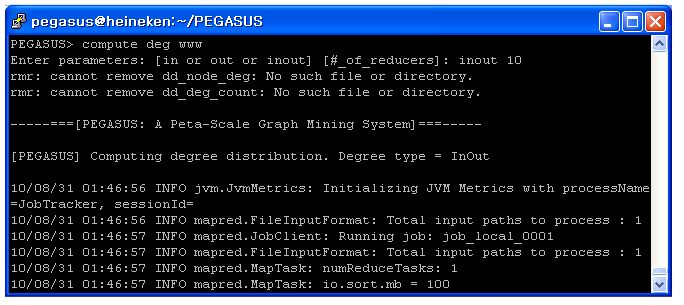 pegasus@heineken:~/PEGASUS
PEGASUS> compute deg www
Enter parameters: [in or out or inout] [#_of_reducers]: inout 10
rmr: cannot remove dd_node_deg: No such file or directory.
rmr: cannot remove dd_deg_count: No such file or directory.
-----===[PEGASUS: A Peta-Scale Graph Mining System]===-----
[PEGASUS] Computing degree distribution. Degree type = InOut
10/08/31 01:46:56 INFO jvm.JvmMetrics: Initializing JVM Metrics with processName
=JobTracker, sessionId=
10/08/31 01:46:56 INFO mapred.FileInputFormat: Total input paths to process : 1
10/08/31 01:46:57 INFO mapred.JobClient: Running job: job_local_0001
10/08/31 01:46:57 INFO mapred.FileInputFormat: Total input paths to process : 1
10/08/31 01:46:57 INFO mapred.MapTask: numReduceTasks: 1
10/08/31 01:46:57 INFO mapred.MapTask: io.sort.mb = 100